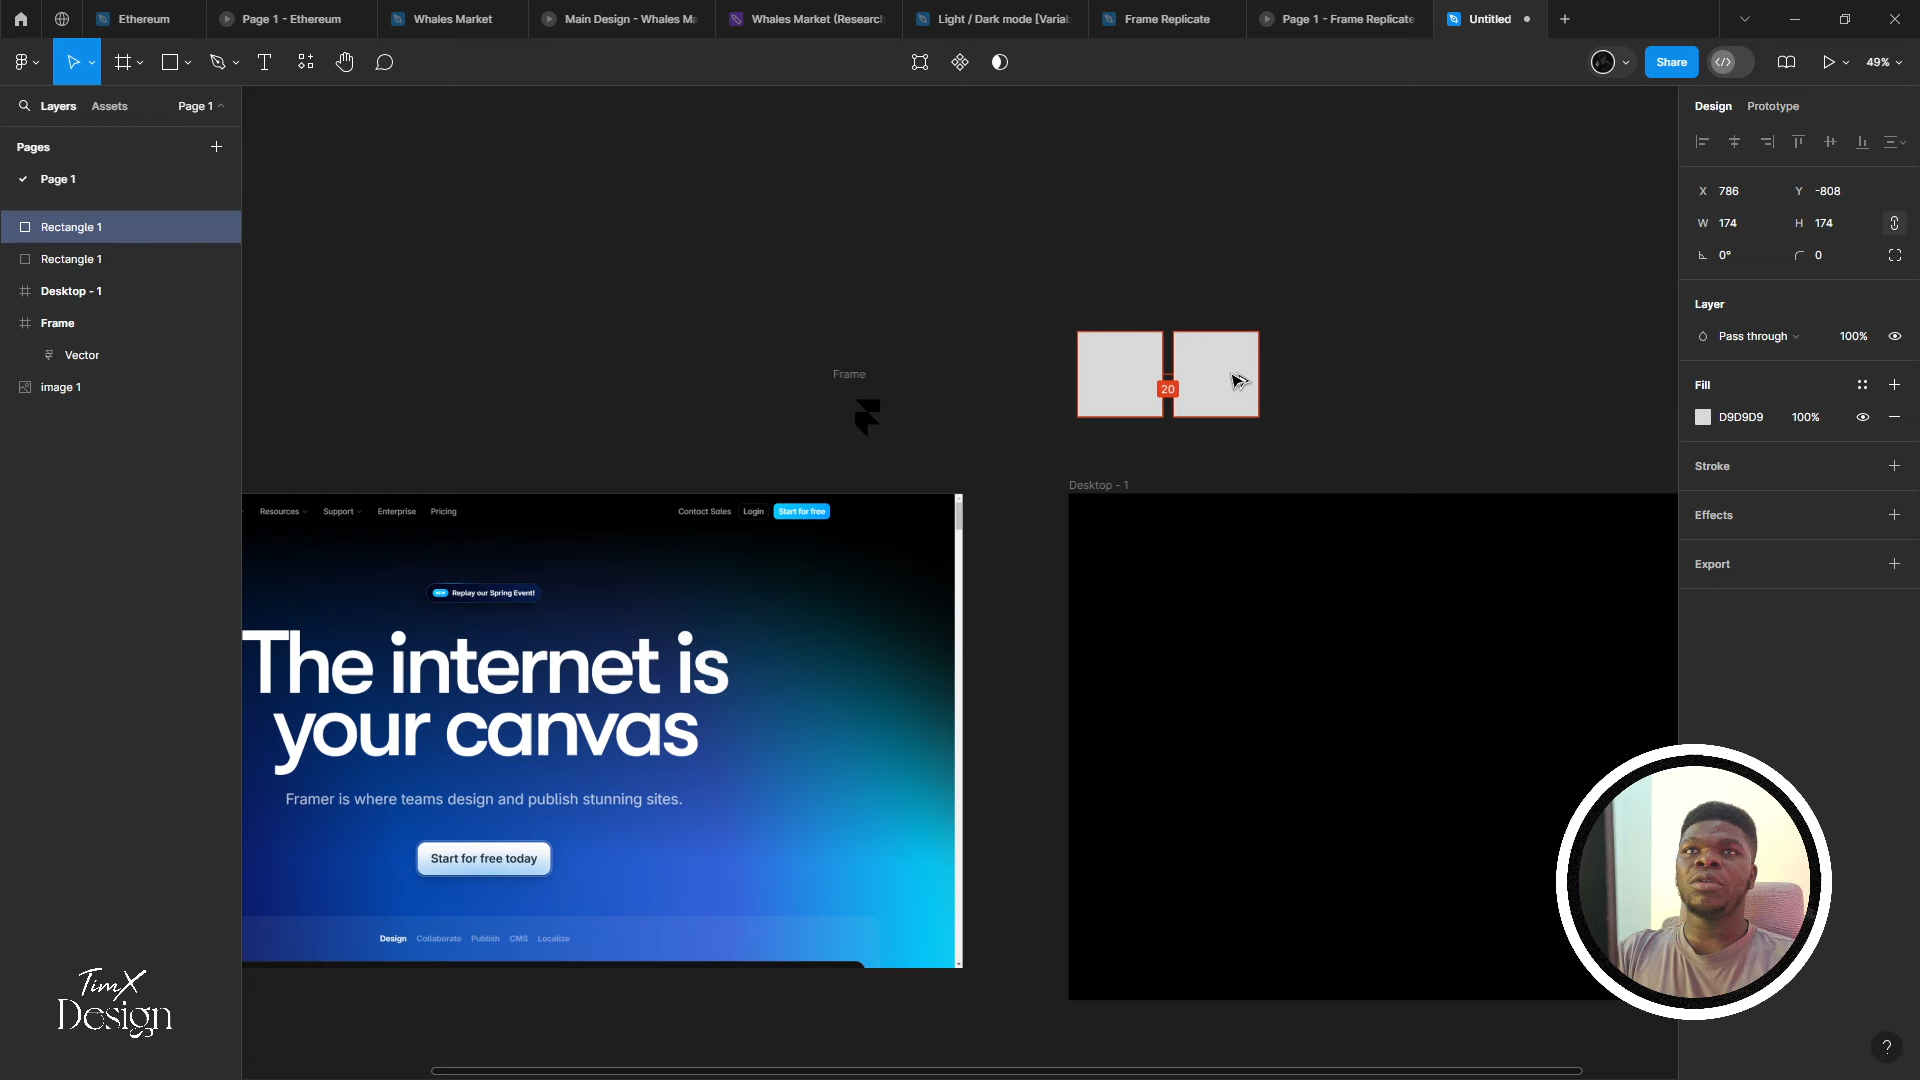 Ethereum
Page 1 - Ethereum
Whales Market
Main Design - Whales Ma
Whales Market (Research
Light / Dark mode [Variab
Frame Replicate
Page 1 - Frame Replicate
Untitled
Share
49%
Layers
Assets
Page 1
Design
Prototype
Pages
Page 1
Rectangle 1
Rectangle 1
Desktop - 1
Frame
Vector
image 1
X 786
Y -808
W 174
H 174
0°
0
Layer
Pass through
100%
Fill
D9D9D9
100%
Stroke
Effects
Export
Frame
20
Desktop - 1
Resources
Support
Enterprise
Pricing
Contact Sales
Login
Start for free
NEW
Replay our Spring Event!
The internet is
your canvas
Framer is where teams design and publish stunning sites.
Start for free today
Design
Collaborate
Publish
CMS
Localize
TimX
Design
?